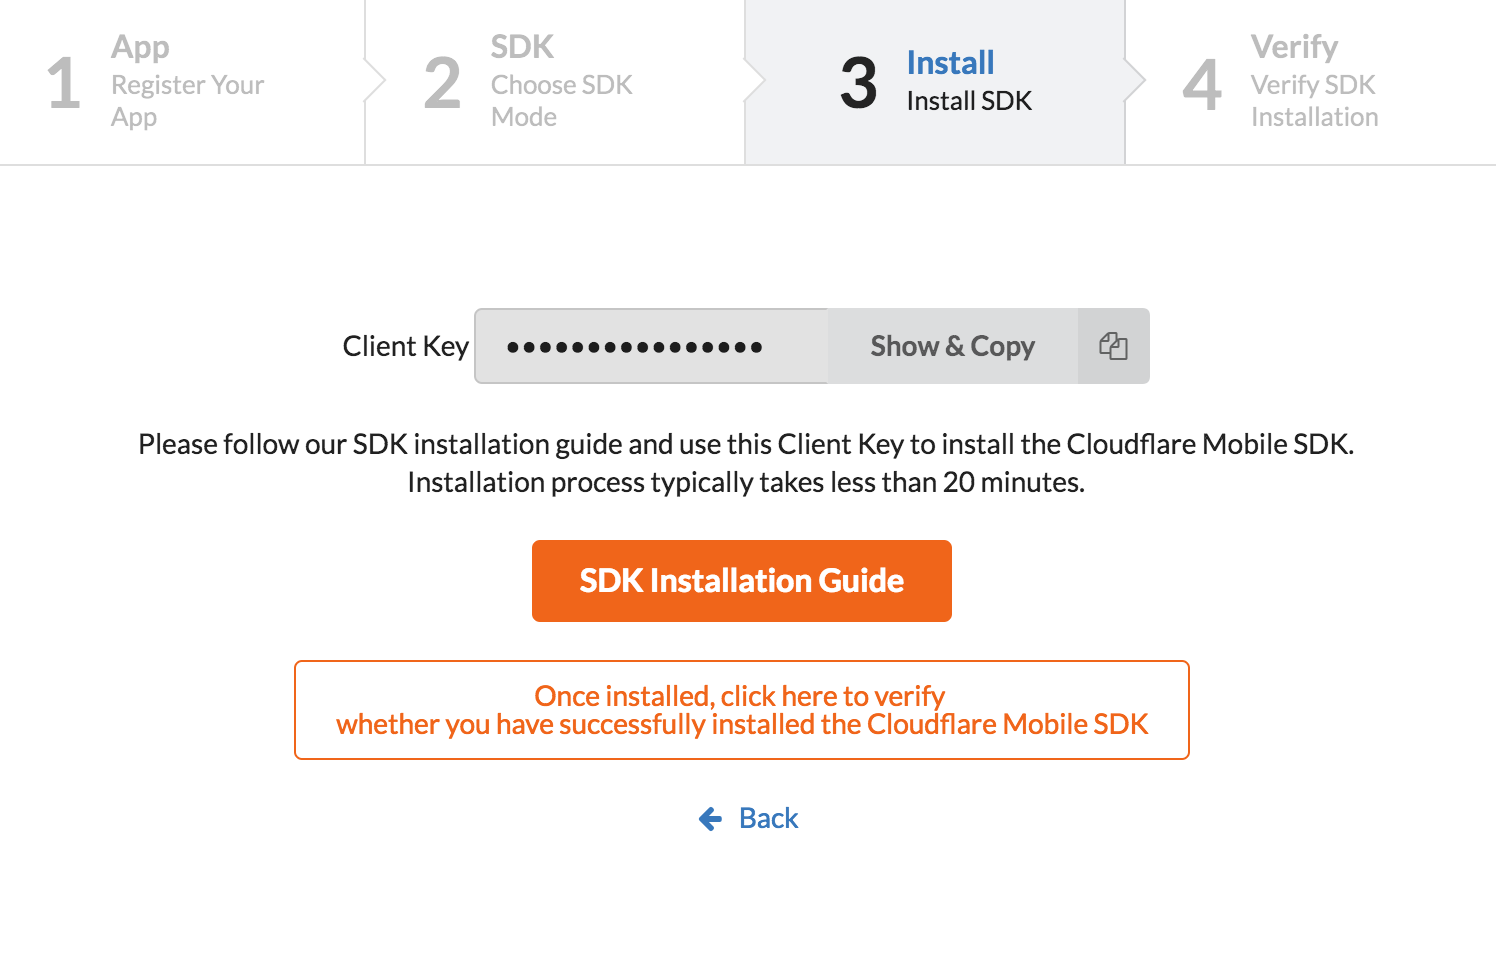 1
App
Register Your
App
2
SDK
Choose SDK
Mode
3
Install
Install SDK
4
Verify
Verify SDK
Installation
Client Key •••••••••••••••• Show & Copy
Please follow our SDK installation guide and use this Client Key to install the Cloudflare Mobile SDK.
Installation process typically takes less than 20 minutes.
SDK Installation Guide
Once installed, click here to verify
whether you have successfully installed the Cloudflare Mobile SDK
Back